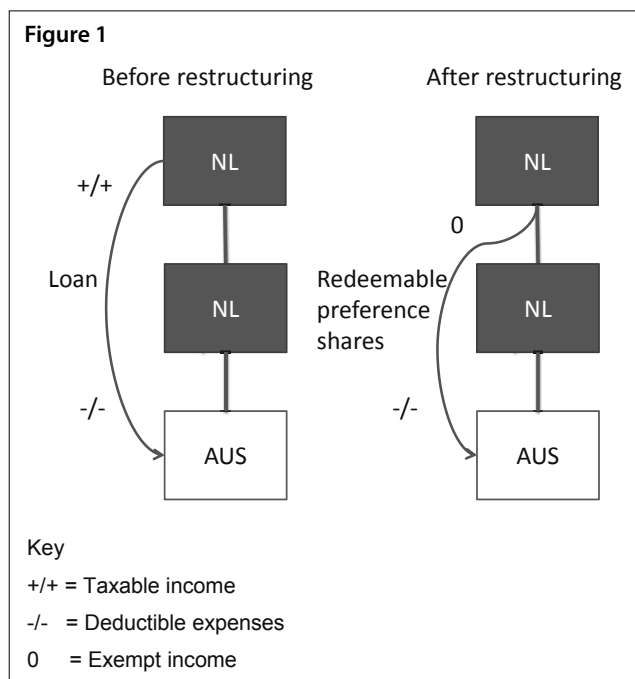 Figure 1
Before restructuring
NL
+/+
Loan
NL
-/-
AUS
After restructuring
NL
0
Redeemable
preference
shares
NL
-/-
AUS
Key
+/+ = Taxable income
-/- = Deductible expenses
0 = Exempt income